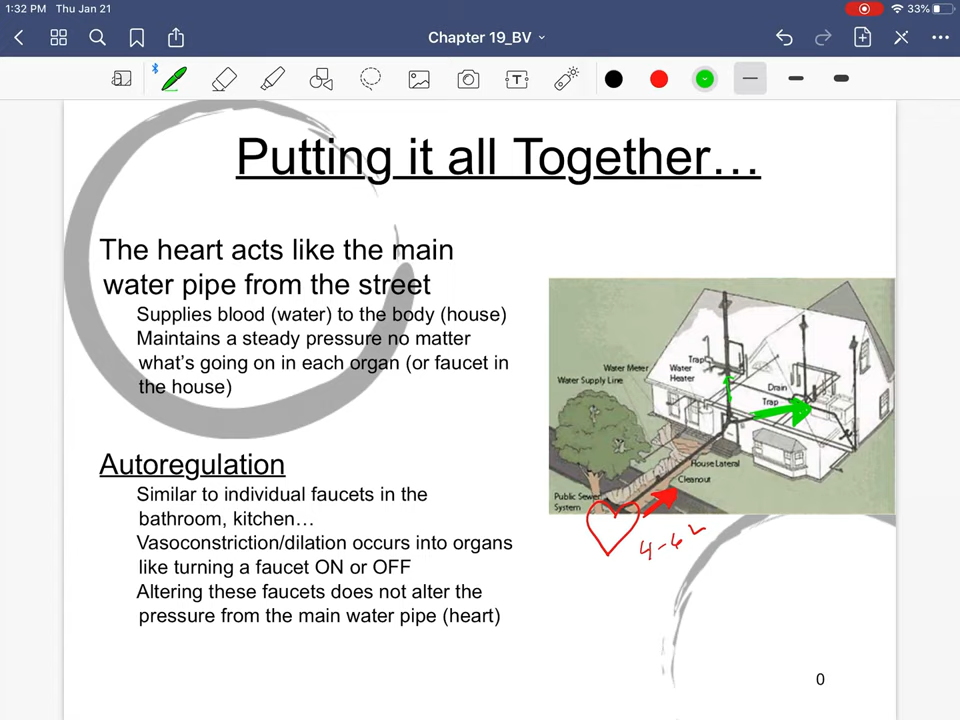 1:32 PM Thu Jan 21
33%
Chapter 19_BV
T
Putting it all Together…
The heart acts like the main
water pipe from the street
Supplies blood (water) to the body (house)
Maintains a steady pressure no matter
what's going on in each organ (or faucet in
the house)
Autoregulation
Similar to individual faucets in the
bathroom, kitchen…
Vasoconstriction/dilation occurs into organs
like turning a faucet ON or OFF
Altering these faucets does not alter the
pressure from the main water pipe (heart)
Trap
Water Meter
Water
Heater
Water Supply Line
Drain
Trap
House Lateral
Cleanout
Public Sewer
System
4-6 L
0